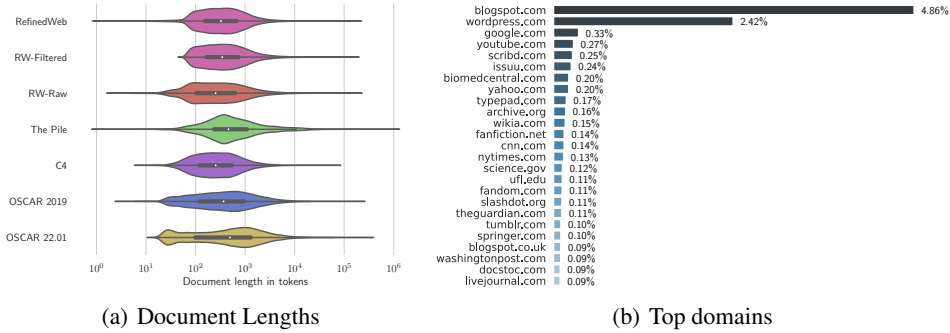 RefinedWeb
RW-Filtered
RW-Raw
The Pile
C4
OSCAR 2019
OSCAR 22.01
10^0 10^1 10^2 10^3 10^4 10^5 10^6
Document length in tokens
(a) Document Lengths
blogspot.com 4.86%
wordpress.com 2.42%
google.com 0.33%
youtube.com 0.27%
scribd.com 0.25%
issuu.com 0.24%
biomedcentral.com 0.20%
yahoo.com 0.20%
typepad.com 0.17%
archive.org 0.16%
wikia.com 0.15%
fanfiction.net 0.14%
cnn.com 0.14%
nytimes.com 0.13%
science.gov 0.12%
ufl.edu 0.11%
fandom.com 0.11%
slashdot.org 0.11%
theguardian.com 0.11%
tumblr.com 0.10%
springer.com 0.10%
blogspot.co.uk 0.09%
washingtonpost.com 0.09%
docstoc.com 0.09%
livejournal.com 0.09%
(b) Top domains